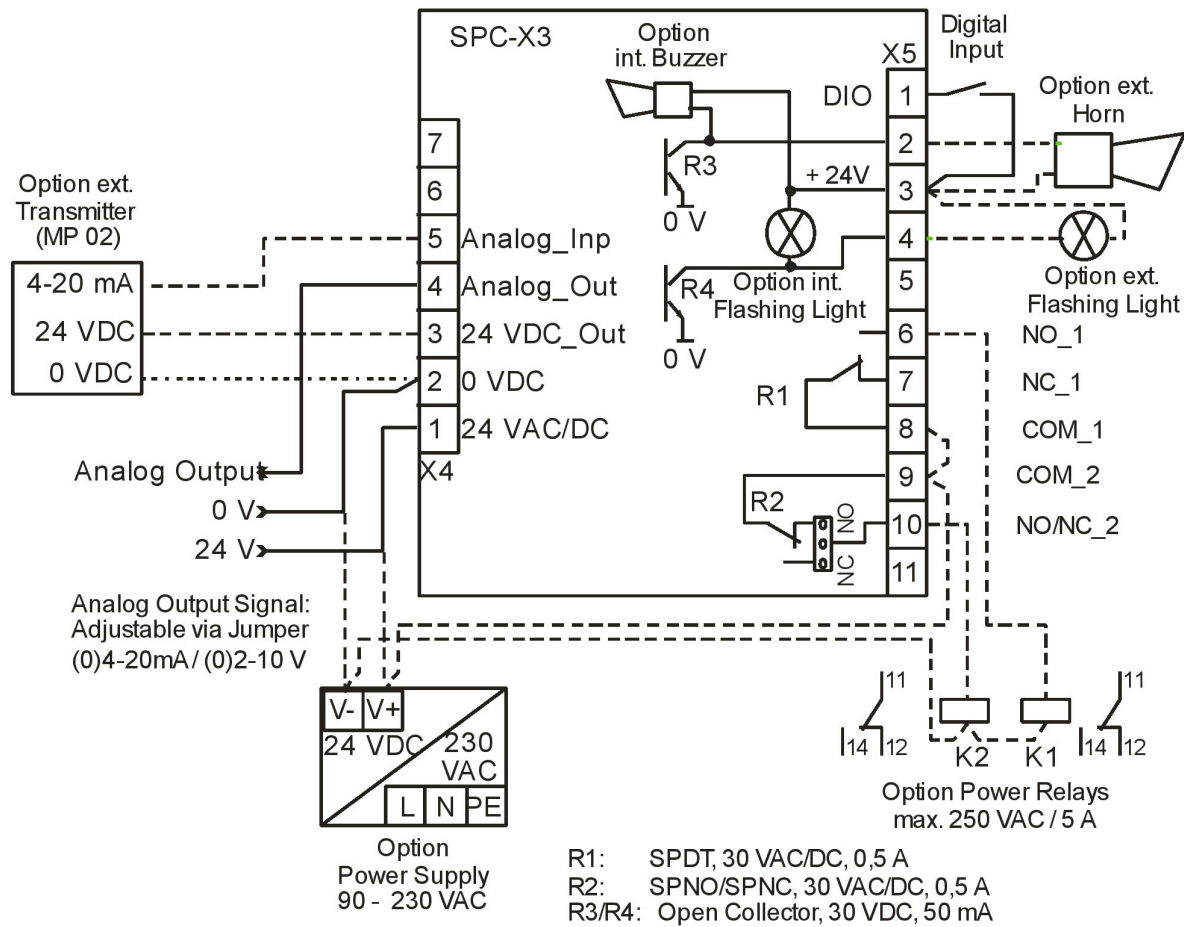 SPC-X3
Option
int. Buzzer
X5
Digital
Input
DIO
1
2
3
4
5
6
7
8
9
10
11
Option ext.
Horn
R3
0 V
+ 24V
R4
0 V
Option int.
Flashing Light
Option ext.
Flashing Light
NO_1
NC_1
COM_1
COM_2
NO/NC_2
R1
R2
NO
NC
7
6
5 Analog_Inp
4 Analog_Out
3 24 VDC_Out
2 0 VDC
1 24 VAC/DC
X4
Option ext.
Transmitter
(MP 02)
4-20 mA
24 VDC
0 VDC
Analog Output
0 V
24 V
Analog Output Signal:
Adjustable via Jumper
(0)4-20mA / (0)2-10 V
V- V+
24 VDC
230
VAC
L N PE
Option
Power Supply
90 - 230 VAC
11
14 12
K2 K1
11
14 12
Option Power Relays
max. 250 VAC / 5 A
R1: SPDT, 30 VAC/DC, 0,5 A
R2: SPNO/SPNC, 30 VAC/DC, 0,5 A
R3/R4: Open Collector, 30 VDC, 50 mA